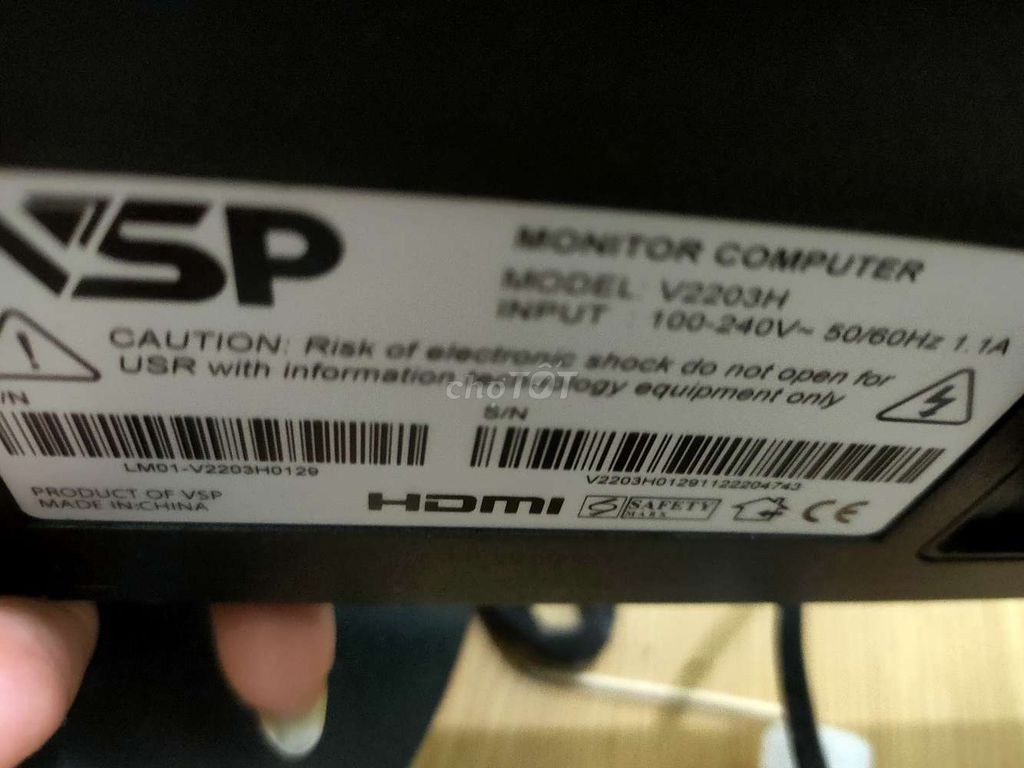 VSP
MONITOR COMPUTER
MODEL: V2203H
INPUT : 100-240V~ 50/60Hz 1.1A
CAUTION: Risk of electronic shock do not open for
USR with information technology equipment only
choTỐT
/N
S/N
LM01-V2203H0129
V2203H01291122204743
PRODUCT OF VSP
MADE IN:CHINA
HDMI
SAFETY
MARK
CE